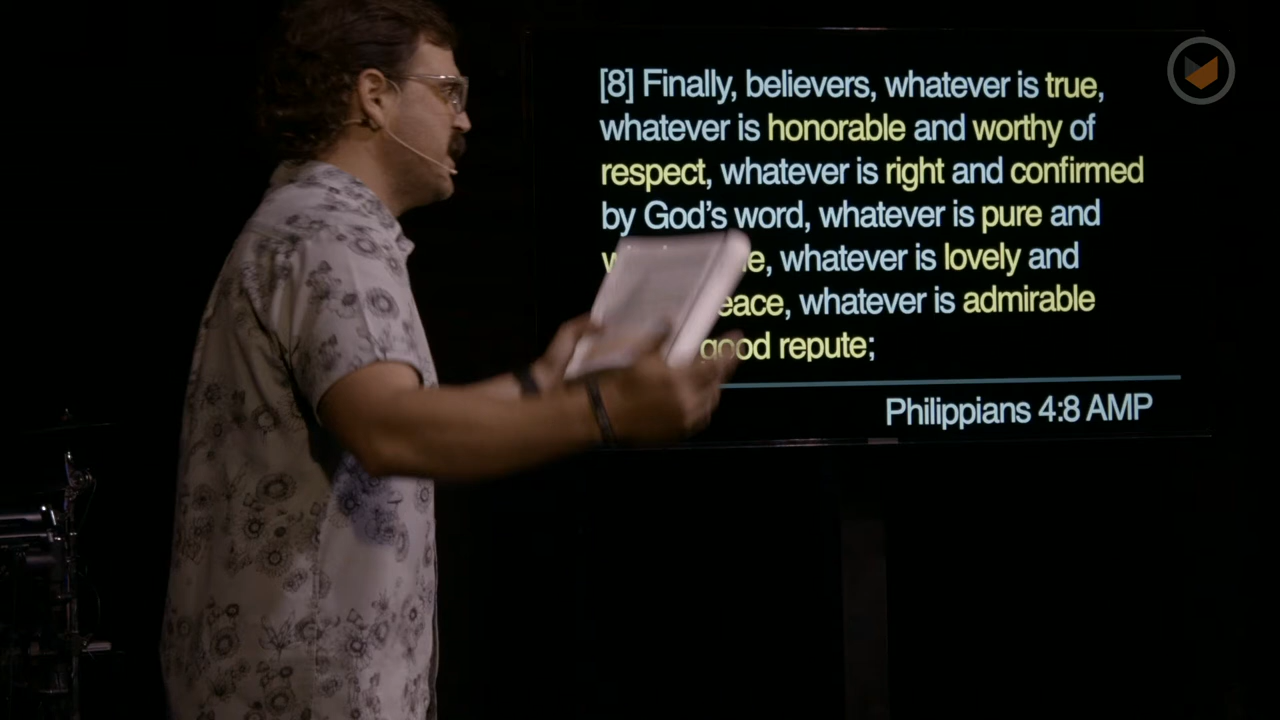 [8] Finally, believers, whatever is true,
whatever is honorable and worthy of
respect, whatever is right and confirmed
by God's word, whatever is pure and
whatever is lovely and
whatever is admirable
good repute;
Philippians 4:8 AMP